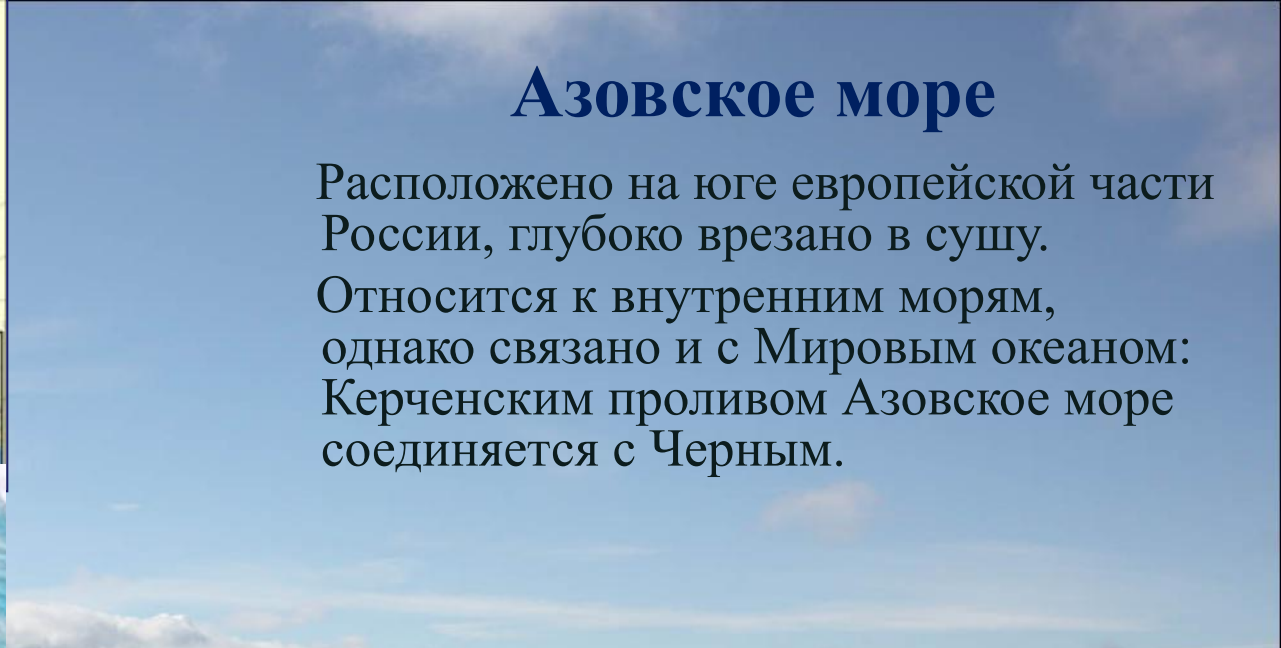 Азовское море
Расположено на юге европейской части
России, глубоко врезано в сушу.
Относится к внутренним морям,
однако связано и с Мировым океаном:
Керченским проливом Азовское море
соединяется с Черным.